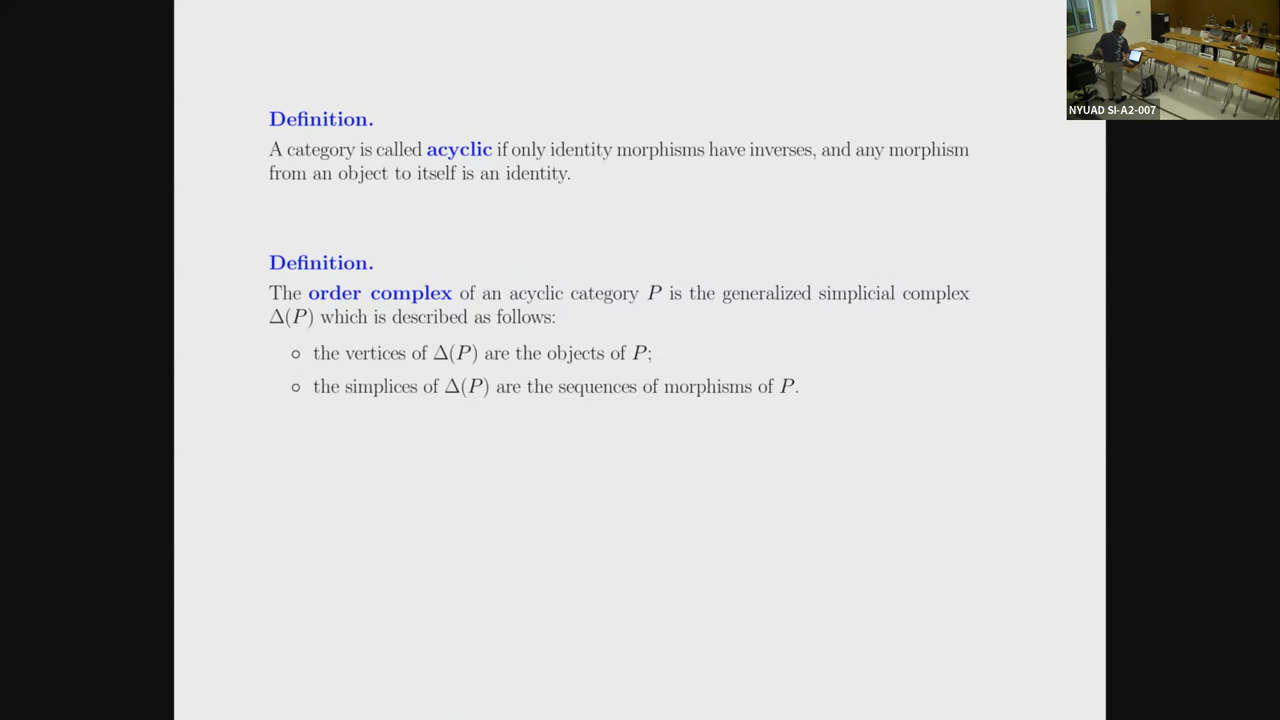 NYUAD SI-A2-007
Definition.
A category is called acyclic if only identity morphisms have inverses, and any morphism
from an object to itself is an identity.
Definition.
The order complex of an acyclic category P is the generalized simplicial complex
Δ(P) which is described as follows:
∘ the vertices of Δ(P) are the objects of P;
∘ the simplices of Δ(P) are the sequences of morphisms of P.